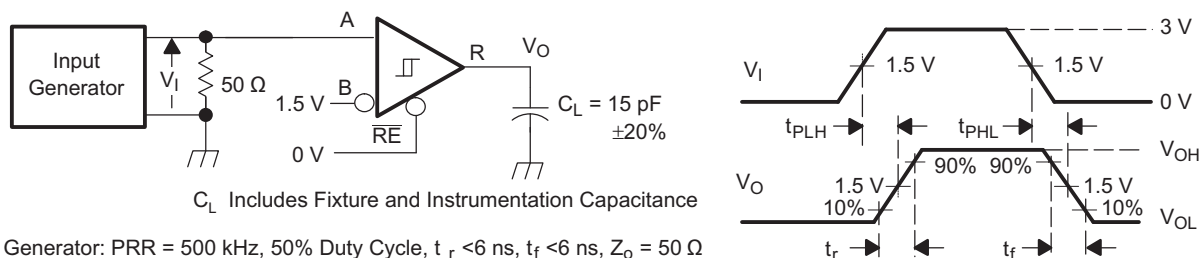 Input
Generator
V_I
50 Ω
A
B
1.5 V
R̅E̅
0 V
R
V_O
C_L = 15 pF
±20%
C_L Includes Fixture and Instrumentation Capacitance
Generator: PRR = 500 kHz, 50% Duty Cycle, t_r <6 ns, t_f <6 ns, Z_o = 50 Ω
3 V
V_I
1.5 V
1.5 V
0 V
t_PLH
t_PHL
V_OH
90%
90%
V_O
1.5 V
1.5 V
10%
10%
V_OL
t_r
t_f